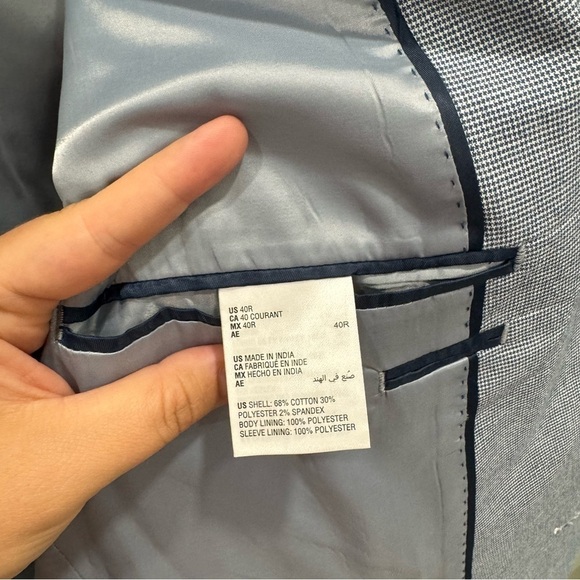 US 40R
CA 40 COURANT
MX 40R
AE 40R
US MADE IN INDIA
CA FABRIQUÉ EN INDE
MX HECHO EN INDIA
AE صُنع في الهند
US SHELL: 68% COTTON 30%
POLYESTER 2% SPANDEX
BODY LINING: 100% POLYESTER
SLEEVE LINING: 100% POLYESTER